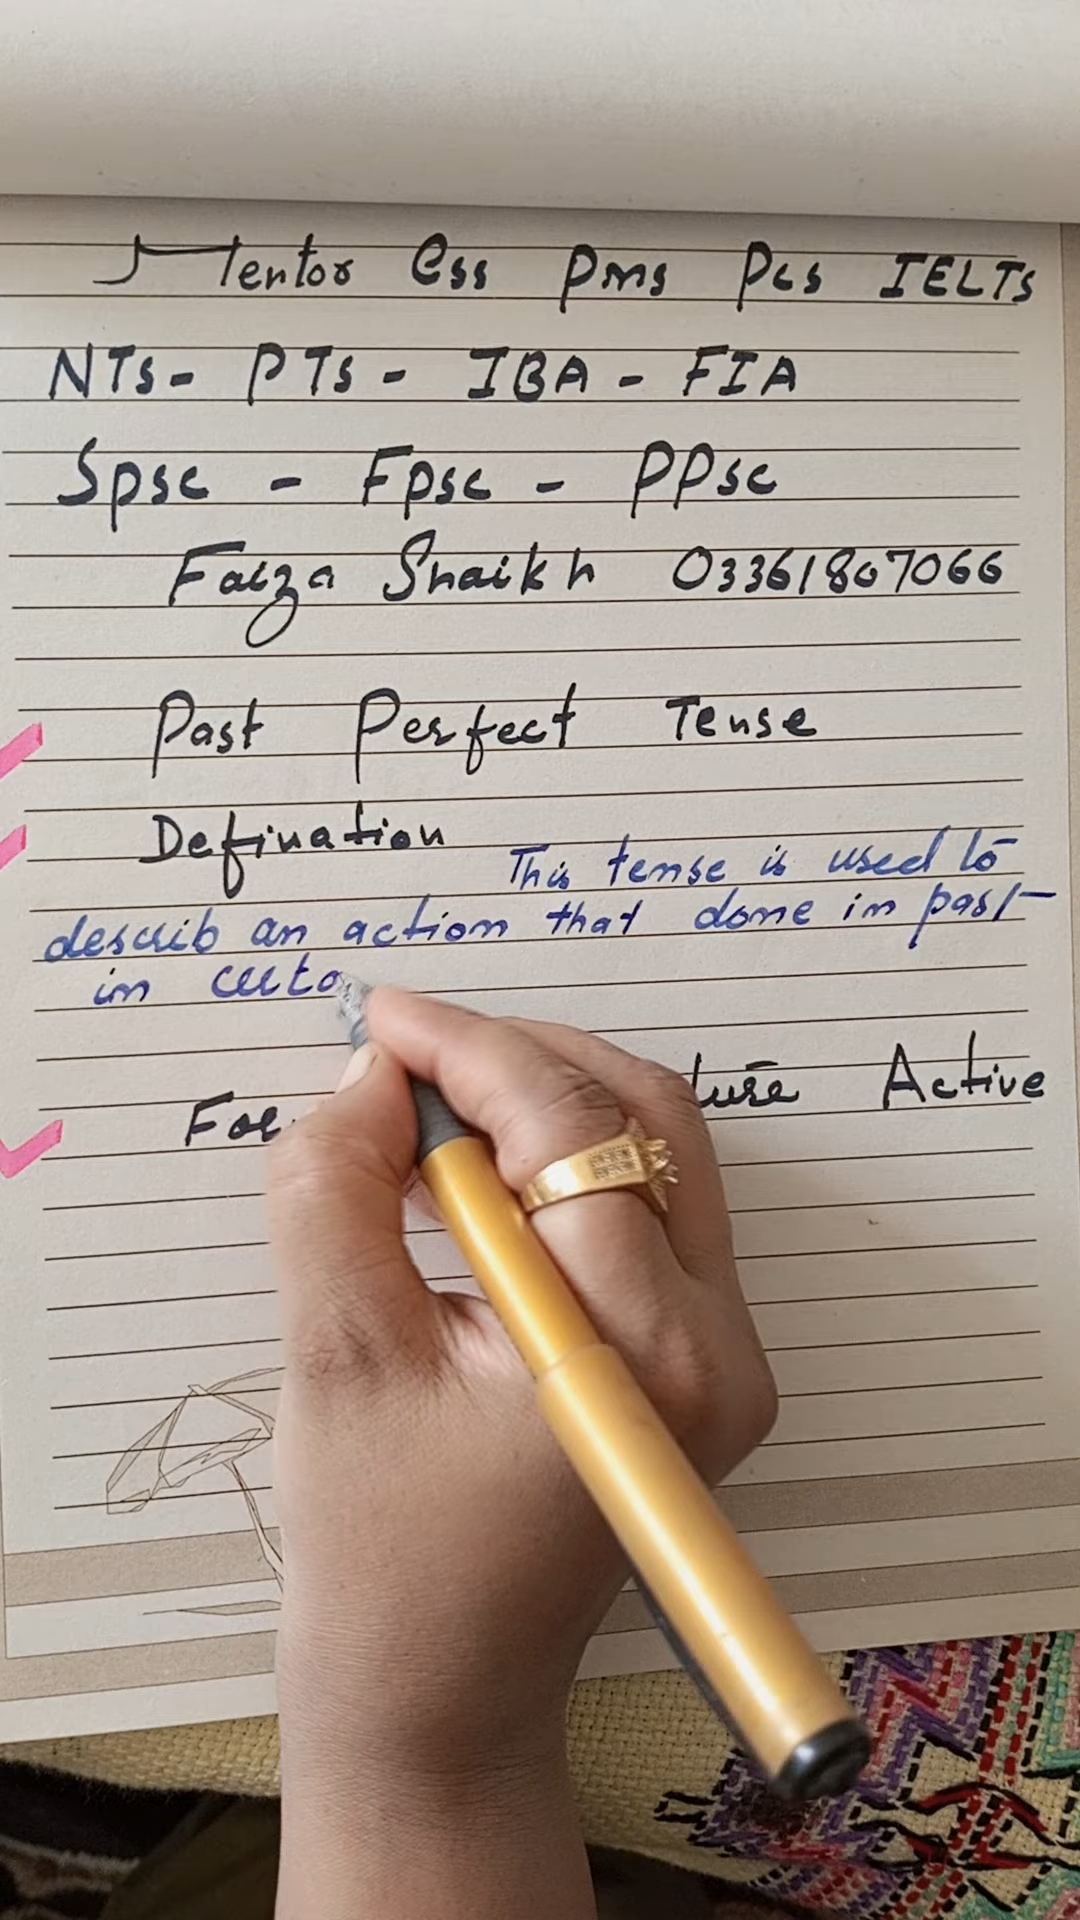 Mentor Css Pms Pcs IELTS
NTS - PTS - IBA - FIA
Spsc - Fpsc - PPsc
Faiza Shaikh 03361807066
Past Perfect Tense
Defination
This tense is used to
describ an action that done in past
in certa
Active